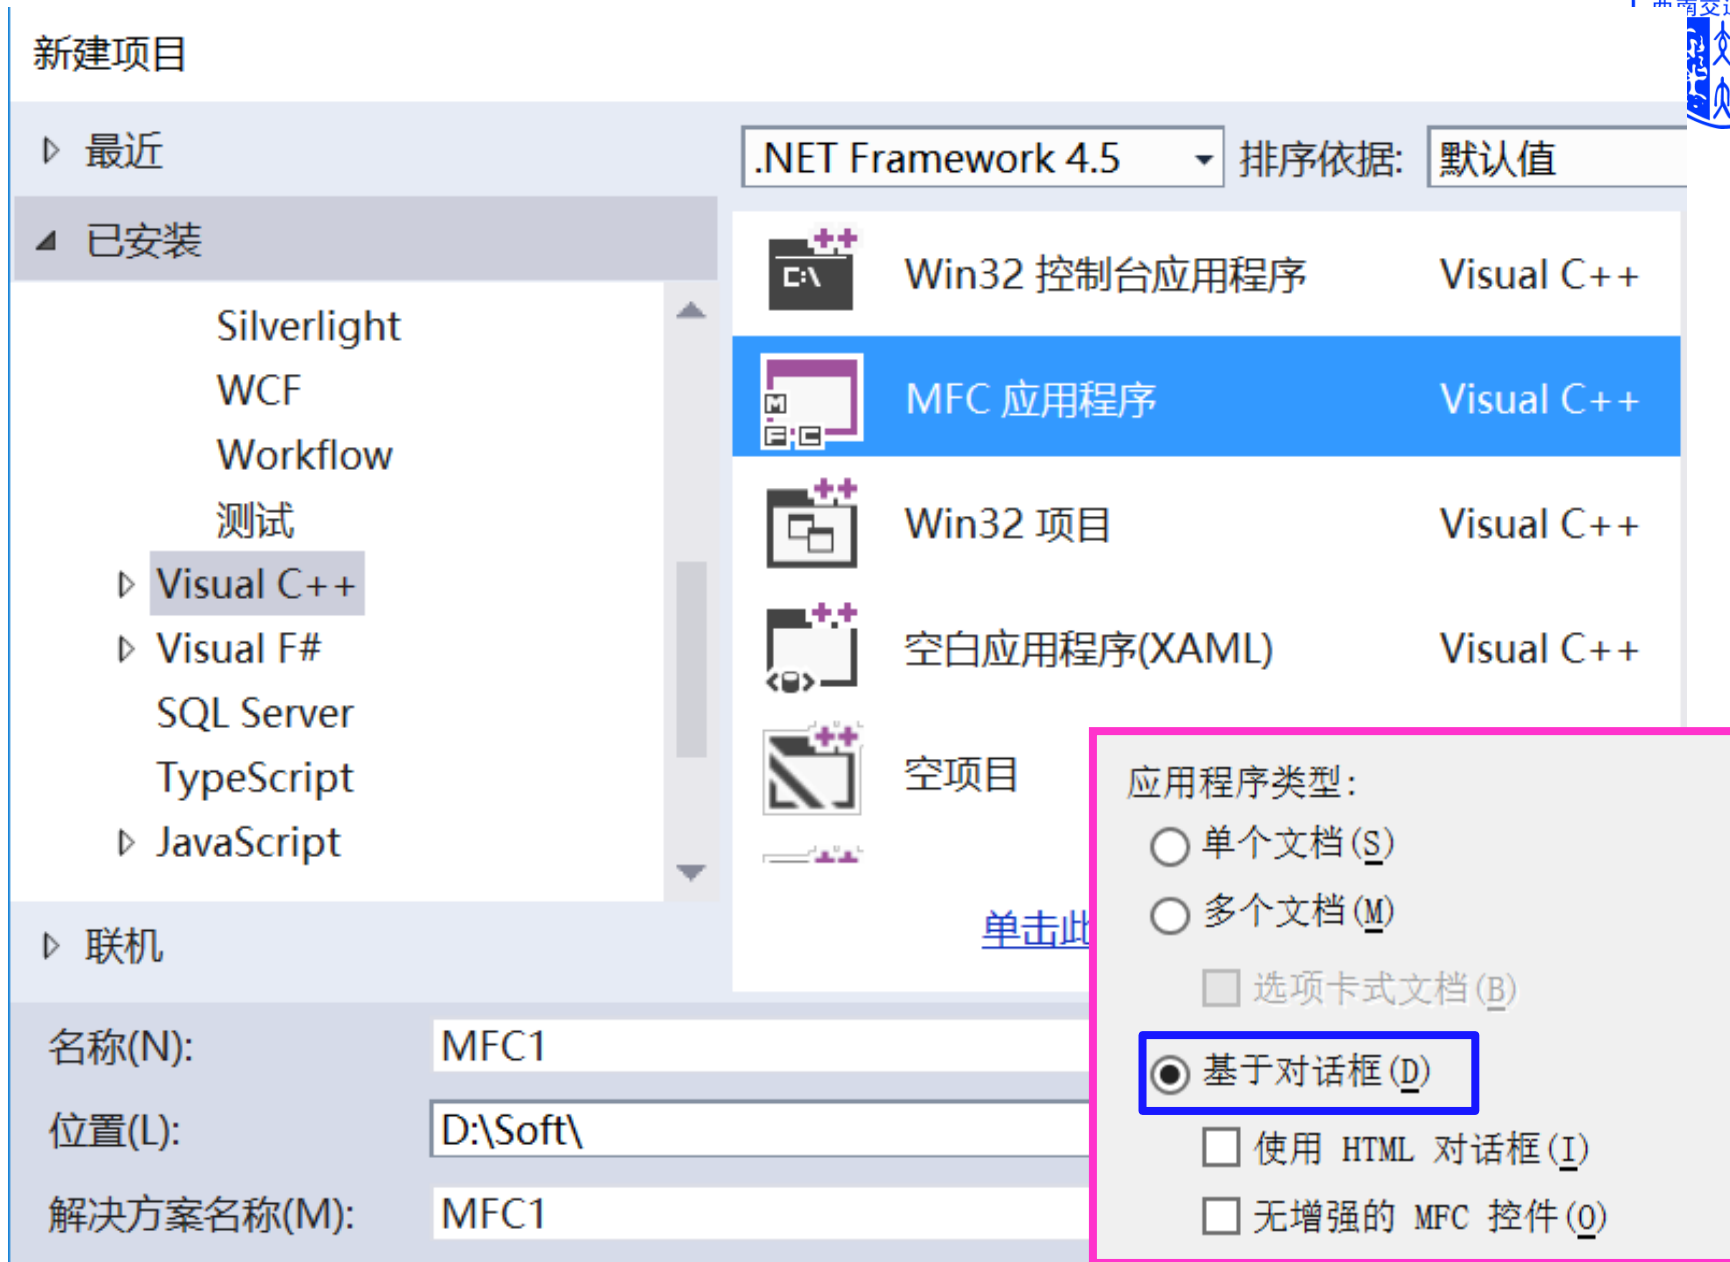 新建项目
最近
.NET Framework 4.5
排序依据:
默认值
已安装
Silverlight
WCF
Workflow
测试
Visual C++
Visual F#
SQL Server
TypeScript
JavaScript
联机
C:\
Win32 控制台应用程序 Visual C++
MFC 应用程序 Visual C++
Win32 项目 Visual C++
空白应用程序(XAML) Visual C++
空项目
单击此
名称(N): MFC1
位置(L): D:\Soft\
解决方案名称(M): MFC1
应用程序类型:
单个文档(S)
多个文档(M)
选项卡式文档(B)
基于对话框(D)
使用 HTML 对话框(I)
无增强的 MFC 控件(O)